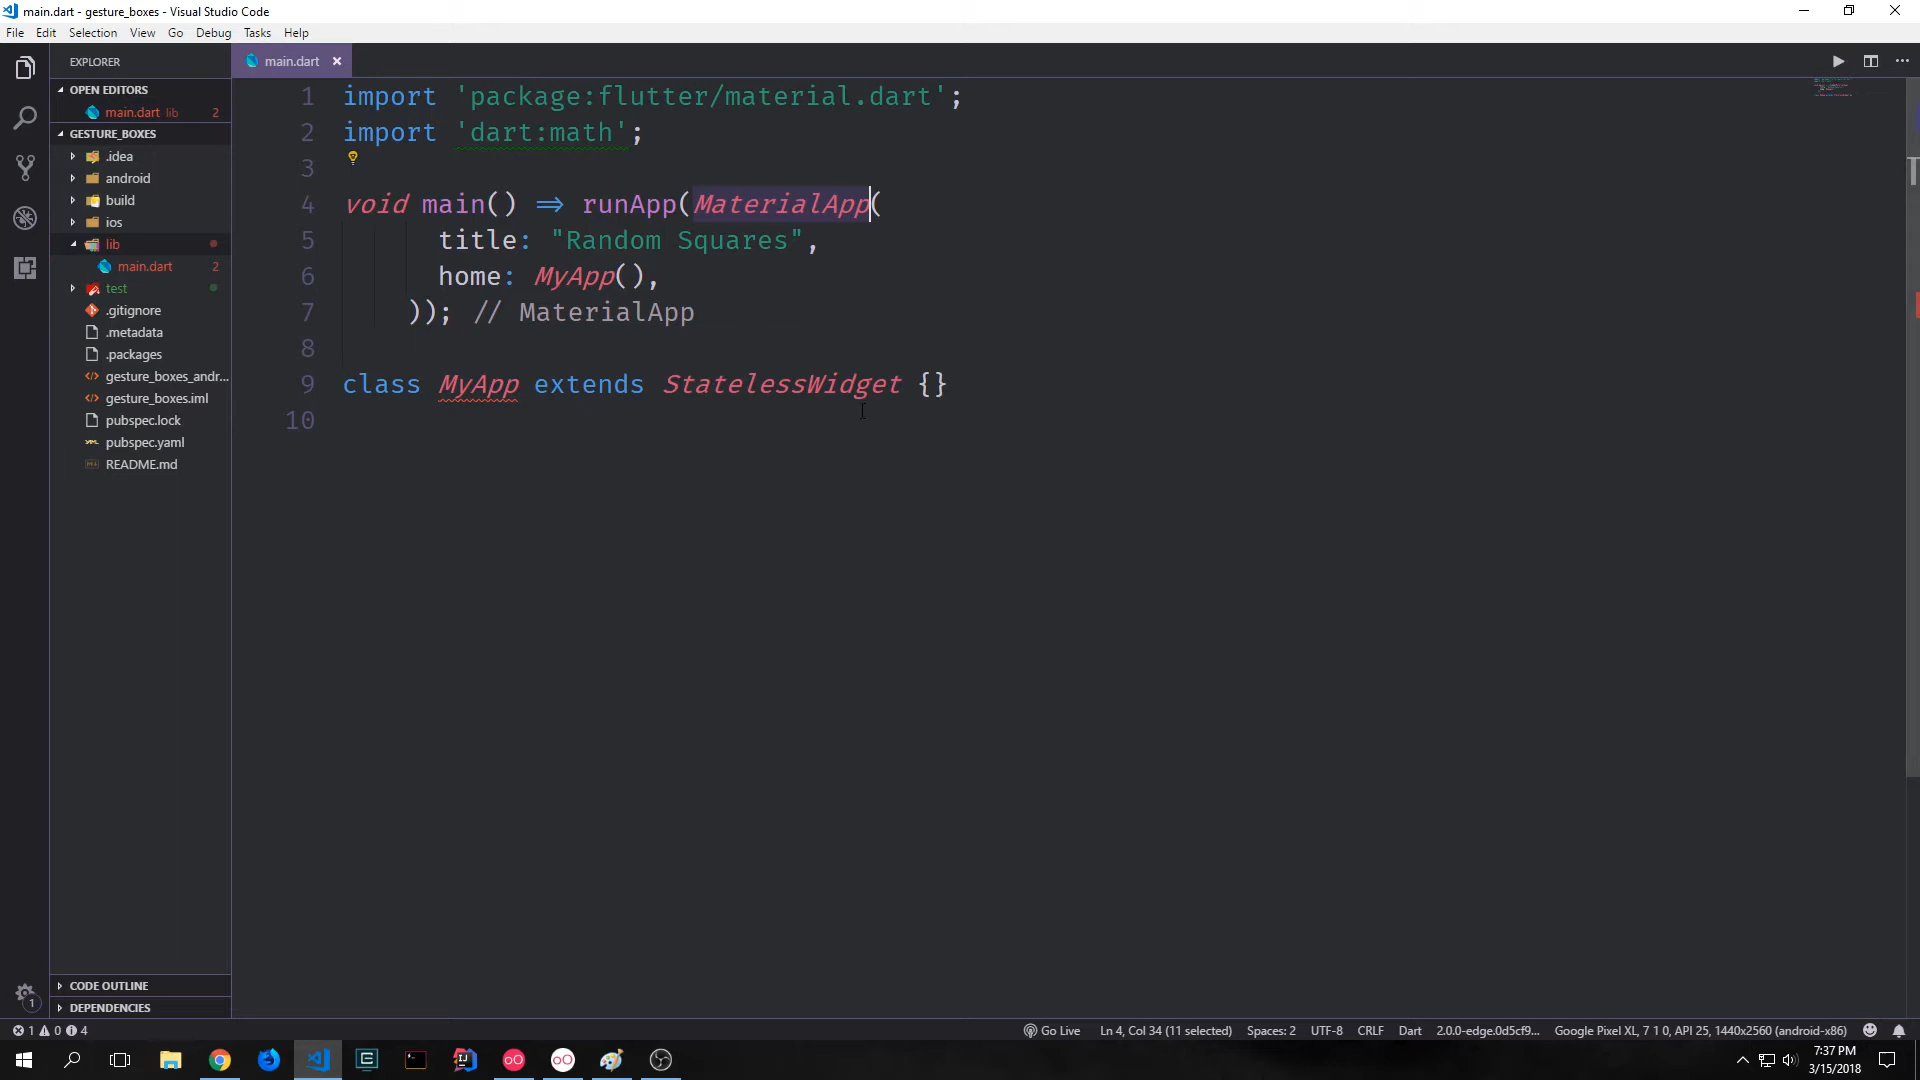 main.dart - gesture_boxes - Visual Studio Code
File Edit Selection View Go Debug Tasks Help
EXPLORER
main.dart
OPEN EDITORS
main.dart lib 2
GESTURE_BOXES
.idea
android
build
ios
lib
main.dart 2
test
.gitignore
.metadata
.packages
gesture_boxes_andr...
gesture_boxes.iml
pubspec.lock
pubspec.yaml
README.md
CODE OUTLINE
DEPENDENCIES
1 import 'package:flutter/material.dart';
2 import 'dart:math';
3
4 void main() => runApp(MaterialApp(
5 title: "Random Squares",
6 home: MyApp(),
7 )); // MaterialApp
8
9 class MyApp extends StatelessWidget {}
10
1 0 4 Go Live Ln 4, Col 34 (11 selected) Spaces: 2 UTF-8 CRLF Dart 2.0.0-edge.0d5cf9... Google Pixel XL, 7 1 0, API 25, 1440x2560 (android-x86)
7:37 PM
3/15/2018